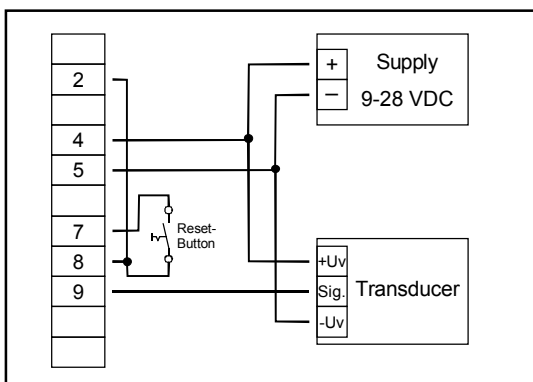 2
4
5
7
8
9
Reset-
Button
+
−
Supply
9-28 VDC
+Uv
Sig.
-Uv
Transducer